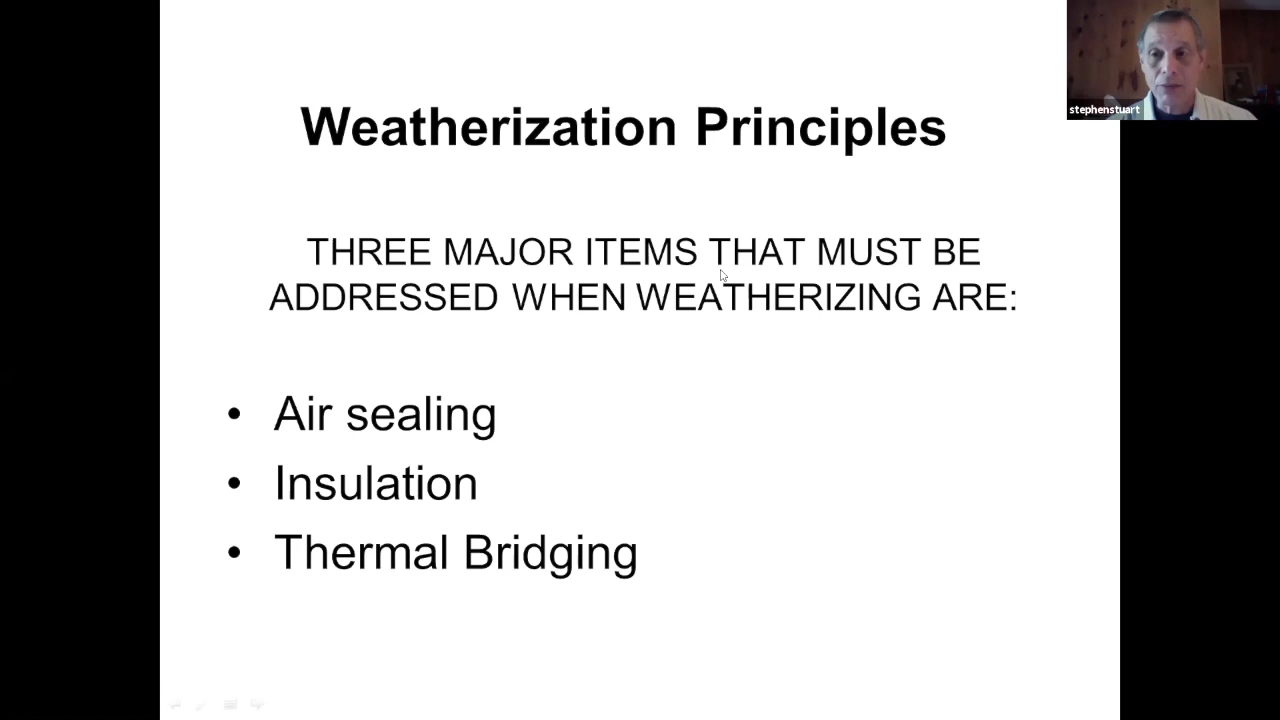 Weatherization Principles
stephenstuart
THREE MAJOR ITEMS THAT MUST BE
ADDRESSED WHEN WEATHERIZING ARE:
• Air sealing
• Insulation
• Thermal Bridging